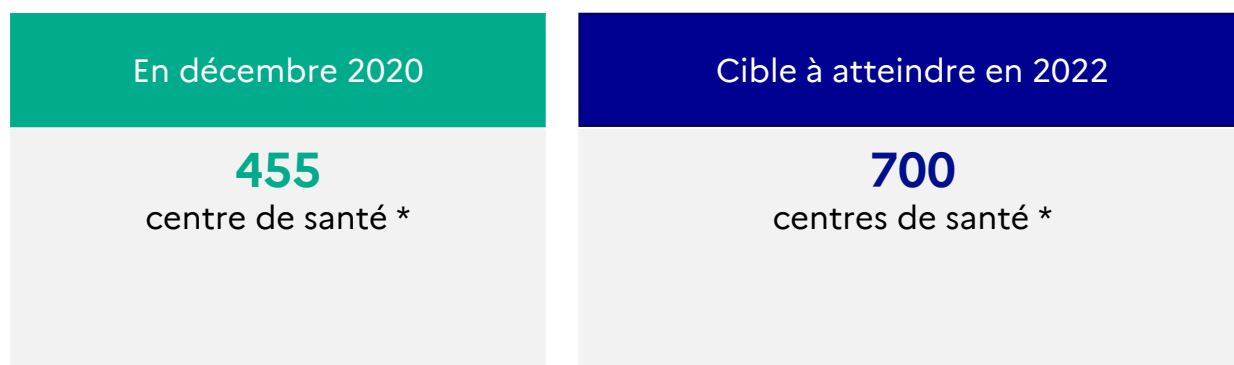 En décembre 2020
455
centre de santé *
Cible à atteindre en 2022
700
centres de santé *